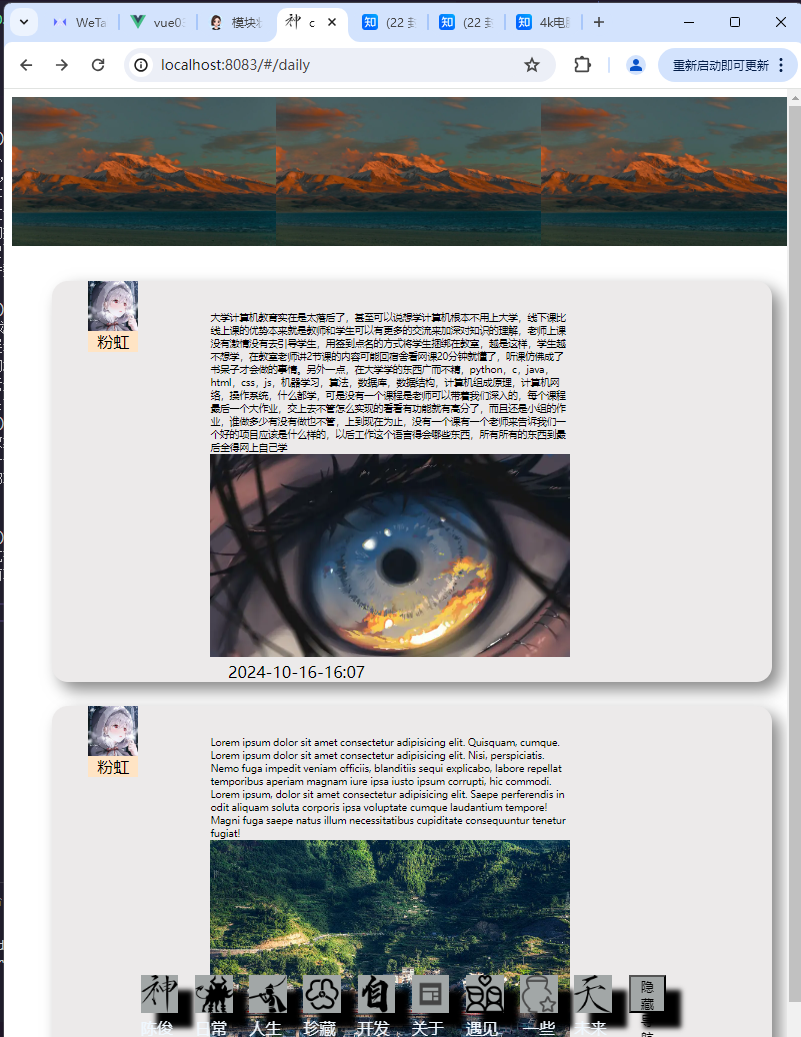 WeTa
vue03
模块
神
c
知
(22 封
知
(22 封
知
4k电脑
localhost:8083/#/daily
重新启动即可更新
粉虹
大学计算机教育实在是太落后了，甚至可以说想学计算机根本不用上大学，线下课比
线上课的优势本来就是教师和学生可以有更多的交流来加深对知识的理解，老师上课
没有激情没有去引导学生，用签到点名的方式将学生捆绑在教室，越是这样，学生越
不想学，在教室老师讲2节课的内容可能回宿舍看网课20分钟就懂了，听课仿佛成了
书呆子才会做的事情。另外一点，在大学学的东西广而不精，python，c，java，
html，css，js，机器学习，算法，数据库，数据结构，计算机组成原理，计算机网
络，操作系统，什么都学，可是没有一个课程是老师可以带着我们深入的，每个课程
最后一个大作业，交上去不管怎么实现的看看有功能就有高分了，而且还是小组的作
业，谁做多少有没有做也不管，上到现在为止，没有一个课有一个老师来告诉我们一
个好的项目应该是什么样的，以后工作这个语言得会哪些东西，所有所有的东西到最
后全得网上自己学
2024-10-16-16:07
粉虹
Lorem ipsum dolor sit amet consectetur adipisicing elit. Quisquam, cumque.
Lorem ipsum dolor sit amet consectetur adipisicing elit. Nisi, perspiciatis.
Nemo fuga impedit veniam officiis, blanditiis sequi explicabo, labore repellat
temporibus aperiam magnam iure ipsa iusto ipsum corrupti, hic commodi.
Lorem ipsum, dolor sit amet consectetur adipisicing elit. Saepe perferendis in
odit aliquam soluta corporis ipsa voluptate cumque laudantium tempore!
Magni fuga saepe natus illum necessitatibus cupiditate consequuntur tenetur
fugiat!
神
自
天
隐
藏
导
航
陈俊
日常
人生
珍藏
开发
关于
遇见
一些
未来